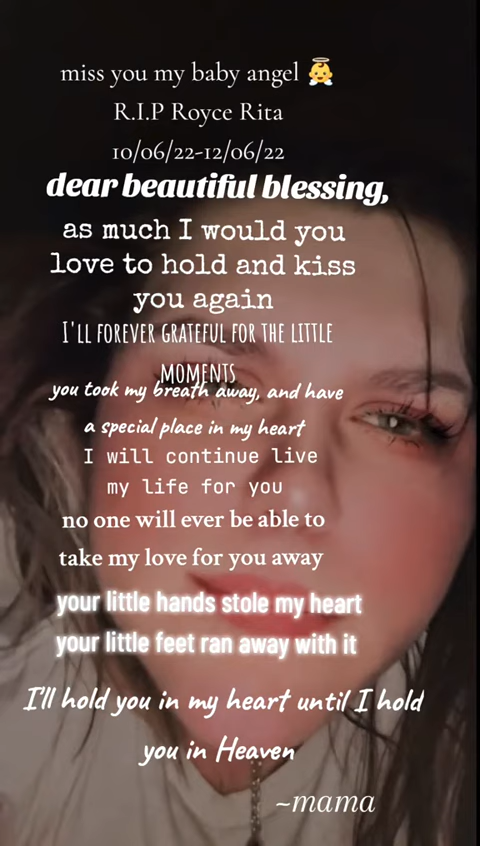 miss you my baby angel 👼
R.I.P Royce Rita
10/06/22-12/06/22
dear beautiful blessing,
as much I would you
love to hold and kiss
you again
I'll forever grateful for the little
moments
you took my breath away, and have
a special place in my heart
I will continue live
my life for you
no one will ever be able to
take my love for you away
your little hands stole my heart
your little feet ran away with it
I'll hold you in my heart until I hold
you in Heaven
~mama